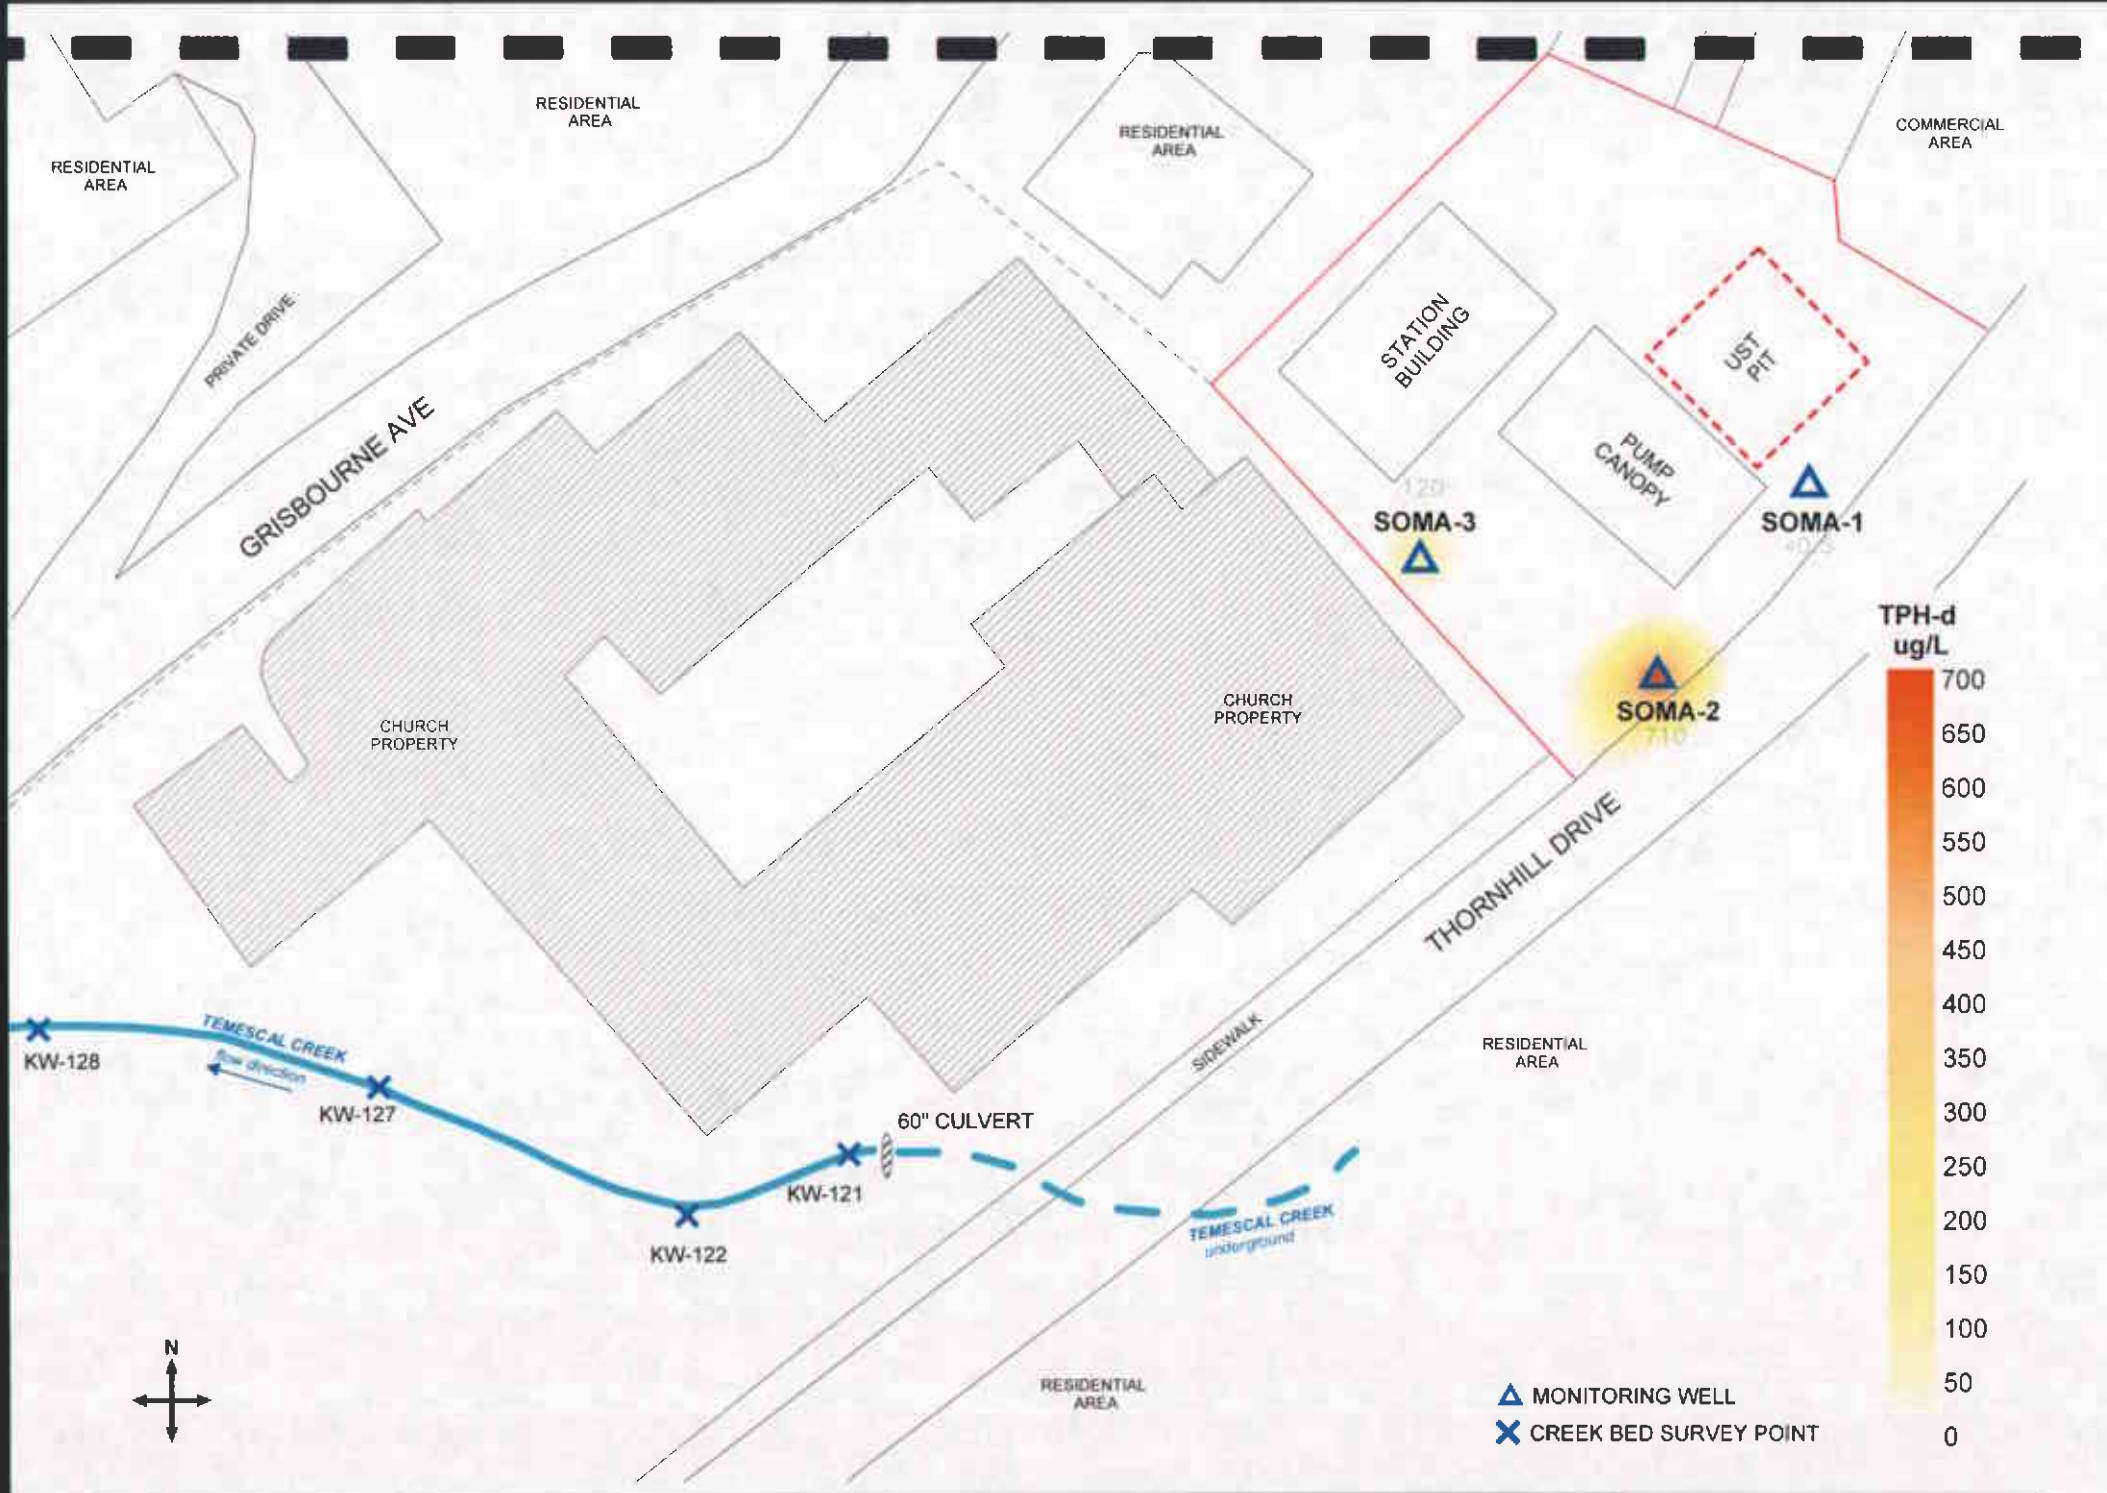 RESIDENTIAL
AREA
RESIDENTIAL
AREA
RESIDENTIAL
AREA
COMMERCIAL
AREA
PRIVATE DRIVE
GRISBOURNE AVE
STATION
BUILDING
UST
PIT
PUMP
CANOPY
120
SOMA-3
SOMA-1
SOMA-2
710
CHURCH
PROPERTY
CHURCH
PROPERTY
THORNHILL DRIVE
SIDEWALK
RESIDENTIAL
AREA
TEMESCAL CREEK
flow direction
KW-128
KW-127
KW-122
KW-121
60" CULVERT
TEMESCAL CREEK
underground
RESIDENTIAL
AREA
N
TPH-d
ug/L
700
650
600
550
500
450
400
350
300
250
200
150
100
50
0
MONITORING WELL
CREEK BED SURVEY POINT